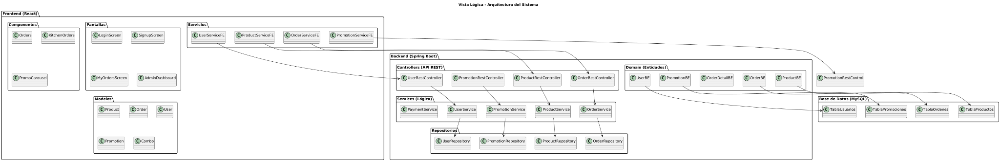 Vista Lógica - Arquitectura del Sistema
Frontend (React)
Componentes
C Orders
C KitchenOrders
C PromoCarousel
Pantallas
C LoginScreen
C SignupScreen
C MyOrdersScreen
C AdminDashboard
Servicios
C UserServiceFE
C ProductServiceFE
C OrderServiceFE
C PromotionServiceFE
Modelos
C Product
C Order
C User
C Promotion
C Combo
Backend (Spring Boot)
Controllers (API REST)
C UserRestController
C PromotionRestController
C ProductRestController
C OrderRestController
Domain (Entidades)
C UserBE
C PromotionBE
C OrderDetailBE
C OrderBE
C ProductBE
C PromotionRestControl
Services (Lógica)
C PaymentService
C UserService
C PromotionService
C ProductService
C OrderService
Base de Datos (MySQL)
C TablaUsuarios
C TablaPromociones
C TablaOrdenes
C TablaProductos
Repositorios
C UserRepository
C PromotionRepository
C ProductRepository
C OrderRepository